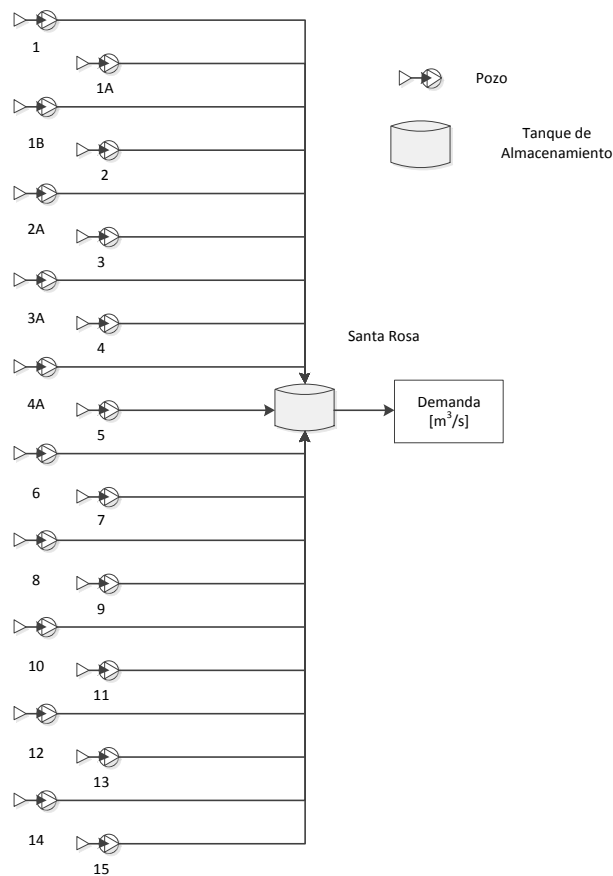 1
1A
Pozo
1B
2
Tanque de
Almacenamiento
2A
3
3A
4
Santa Rosa
4A
5
Demanda
[m³/s]
6
7
8
9
10
11
12
13
14
15